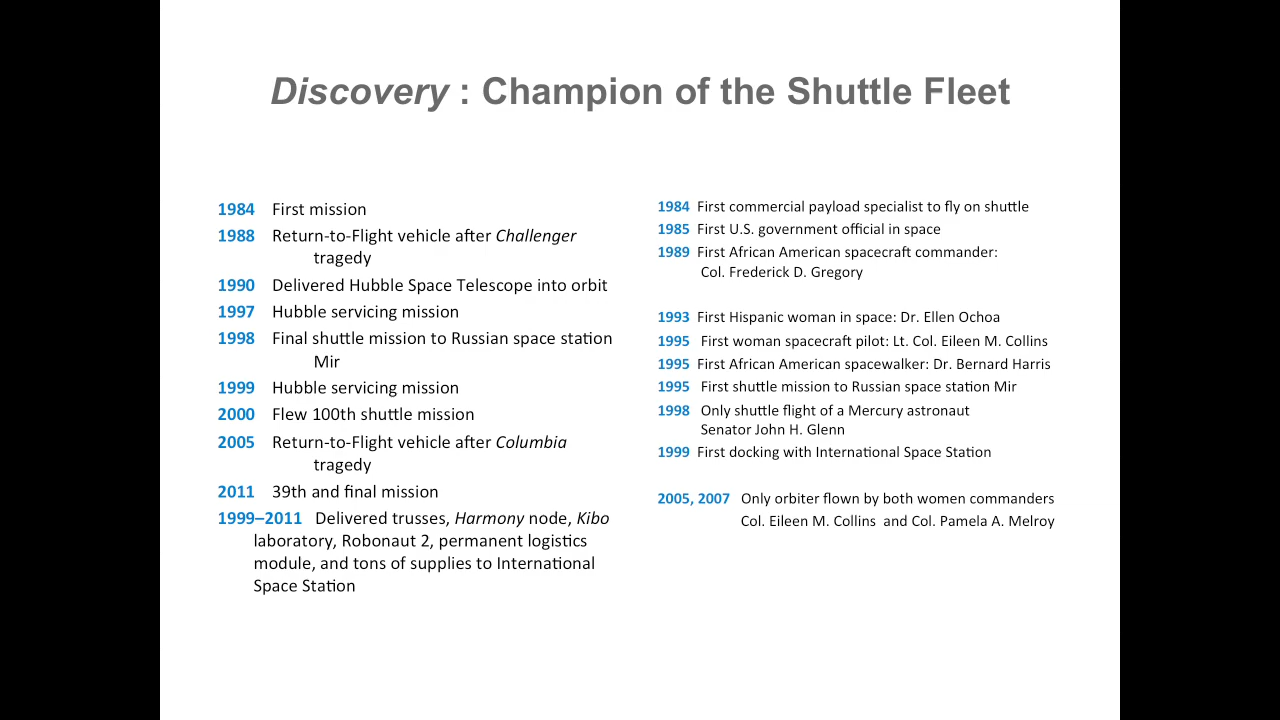 Discovery : Champion of the Shuttle Fleet
1984 First mission
1988 Return-to-Flight vehicle after Challenger
tragedy
1990 Delivered Hubble Space Telescope into orbit
1997 Hubble servicing mission
1998 Final shuttle mission to Russian space station
Mir
1999 Hubble servicing mission
2000 Flew 100th shuttle mission
2005 Return-to-Flight vehicle after Columbia
tragedy
2011 39th and final mission
1999–2011 Delivered trusses, Harmony node, Kibo
laboratory, Robonaut 2, permanent logistics
module, and tons of supplies to International
Space Station
1984 First commercial payload specialist to fly on shuttle
1985 First U.S. government official in space
1989 First African American spacecraft commander:
Col. Frederick D. Gregory
1993 First Hispanic woman in space: Dr. Ellen Ochoa
1995 First woman spacecraft pilot: Lt. Col. Eileen M. Collins
1995 First African American spacewalker: Dr. Bernard Harris
1995 First shuttle mission to Russian space station Mir
1998 Only shuttle flight of a Mercury astronaut
Senator John H. Glenn
1999 First docking with International Space Station
2005, 2007 Only orbiter flown by both women commanders
Col. Eileen M. Collins and Col. Pamela A. Melroy